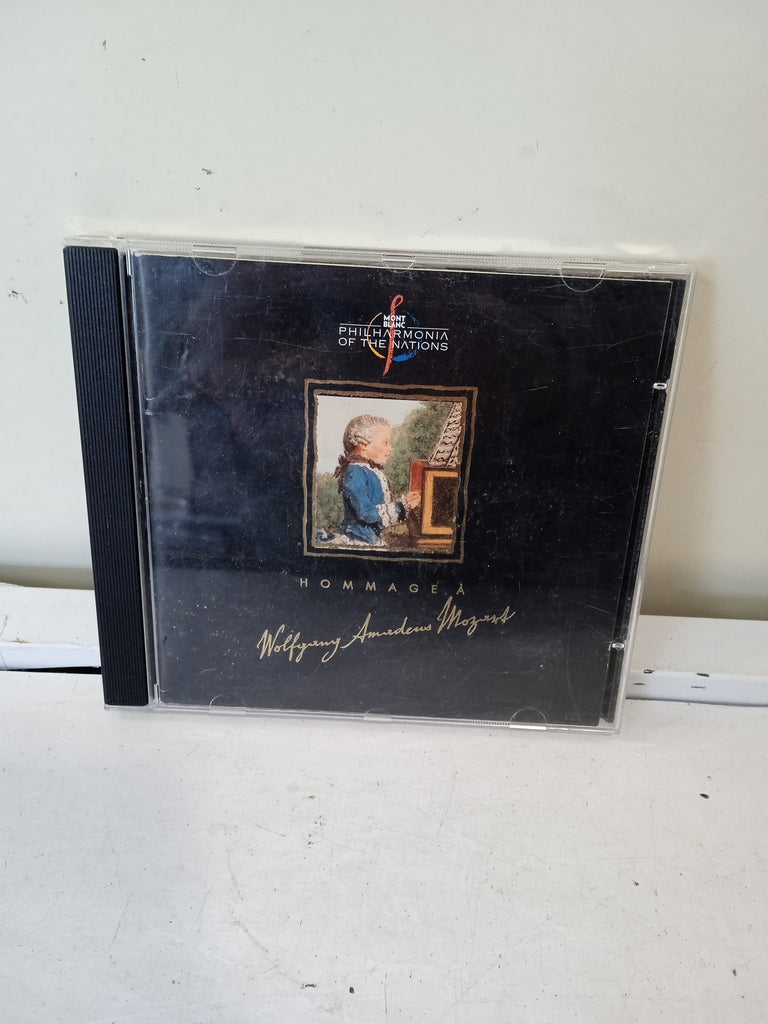 MONT
BLANC
PHILHARMONIA
OF THE NATIONS
HOMMAGE À
Wolfgang Amadeus Mozart